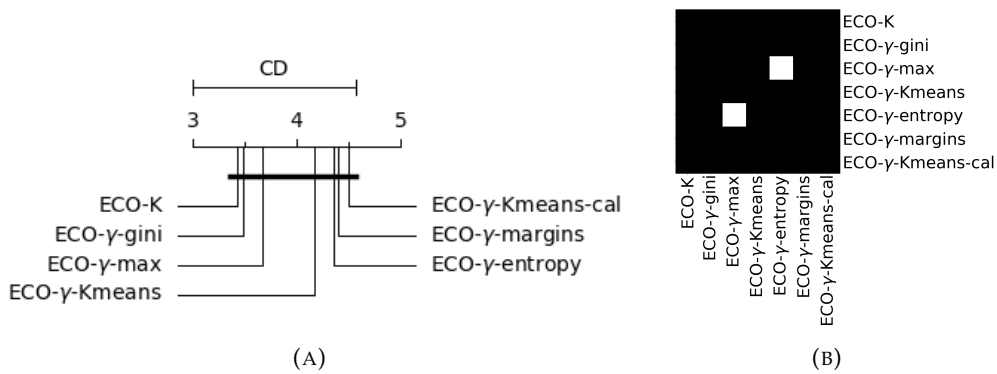 CD
3 4 5
ECO-K
ECO-γ-gini
ECO-γ-max
ECO-γ-Kmeans
ECO-γ-Kmeans-cal
ECO-γ-margins
ECO-γ-entropy
(A)
ECO-K
ECO-γ-gini
ECO-γ-max
ECO-γ-Kmeans
ECO-γ-entropy
ECO-γ-margins
ECO-γ-Kmeans-cal
ECO-K
ECO-γ-gini
ECO-γ-max
ECO-γ-Kmeans
ECO-γ-entropy
ECO-γ-margins
ECO-γ-Kmeans-cal
(B)